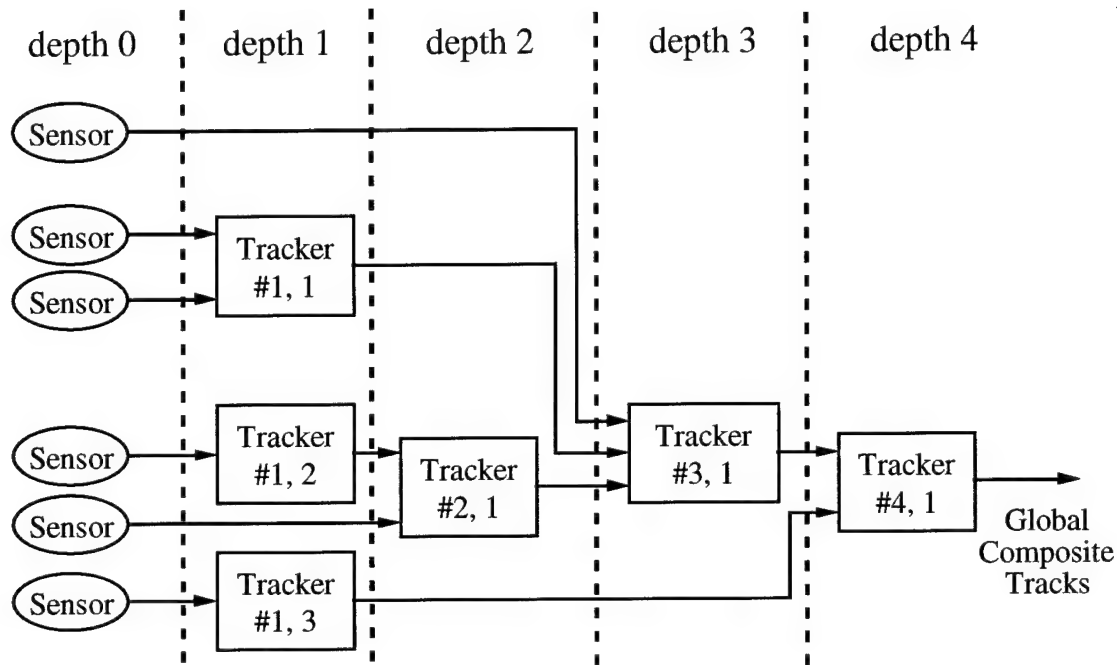 depth 0
depth 1
depth 2
depth 3
depth 4
Sensor
Sensor
Sensor
Tracker
#1, 1
Sensor
Tracker
#1, 2
Tracker
#2, 1
Tracker
#3, 1
Tracker
#4, 1
Sensor
Sensor
Tracker
#1, 3
Global
Composite
Tracks